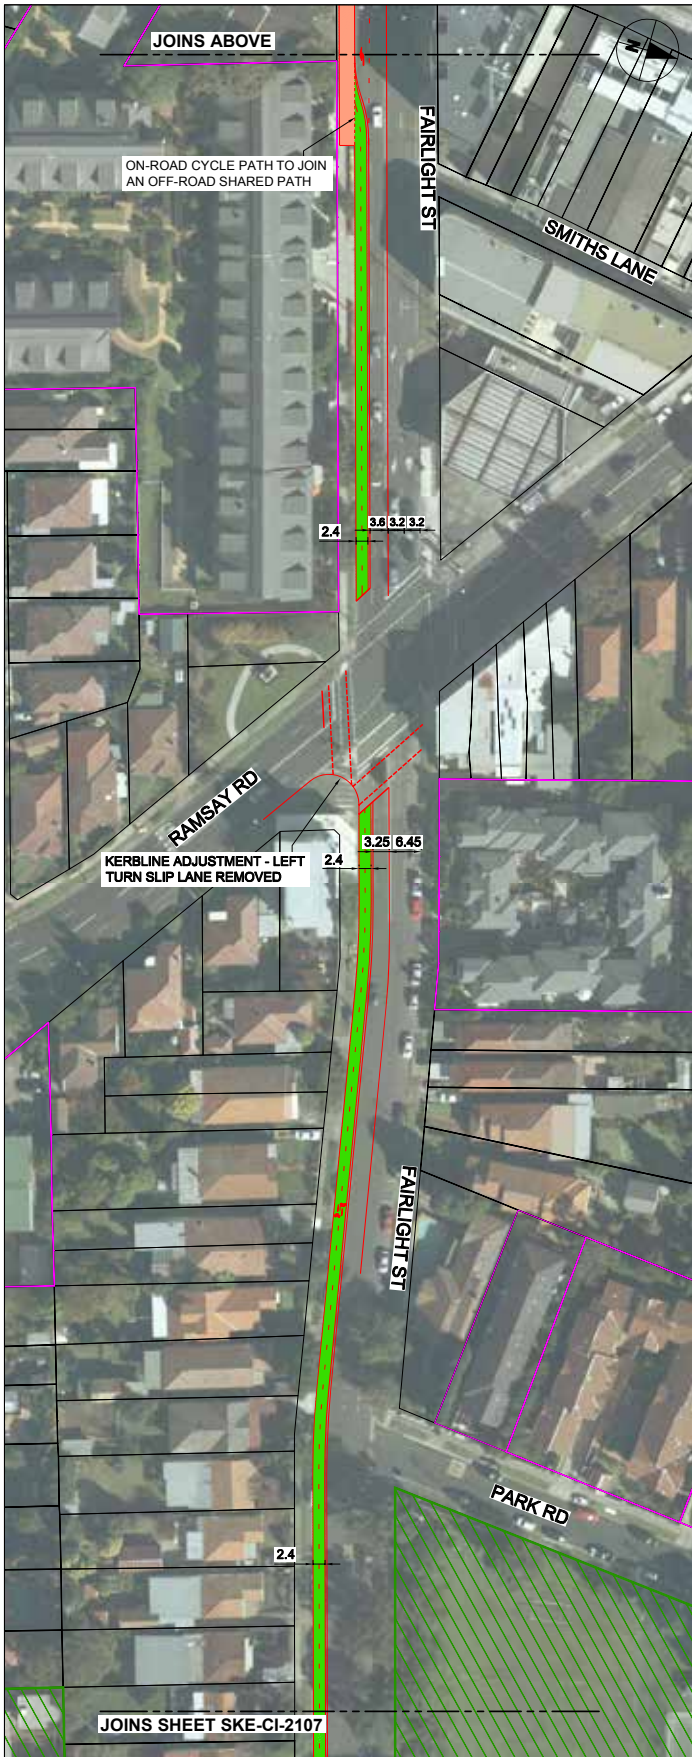 JOINS ABOVE
N
FAIRLIGHT ST
ON-ROAD CYCLE PATH TO JOIN
AN OFF-ROAD SHARED PATH
SMITHS LANE
2.4
3.6
3.2
3.2
RAMSAY RD
KERBLINE ADJUSTMENT - LEFT
TURN SLIP LANE REMOVED
2.4
3.25
6.45
FAIRLIGHT ST
PARK RD
2.4
JOINS SHEET SKE-CI-2107